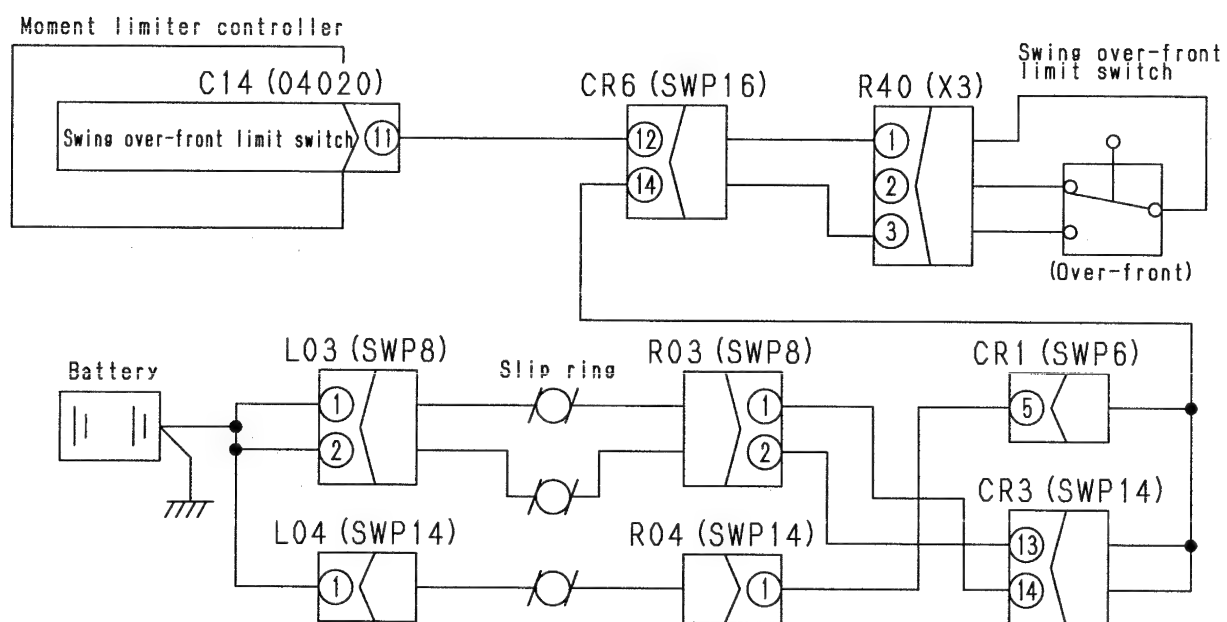 Moment limiter controller
C14 (04020)
Swing over-front limit switch
11
CR6 (SWP16)
12
14
R40 (X3)
1
2
3
Swing over-front
limit switch
(Over-front)
Battery
L03 (SWP8)
1
2
Slip ring
R03 (SWP8)
1
2
CR1 (SWP6)
5
L04 (SWP14)
1
R04 (SWP14)
1
CR3 (SWP14)
13
14